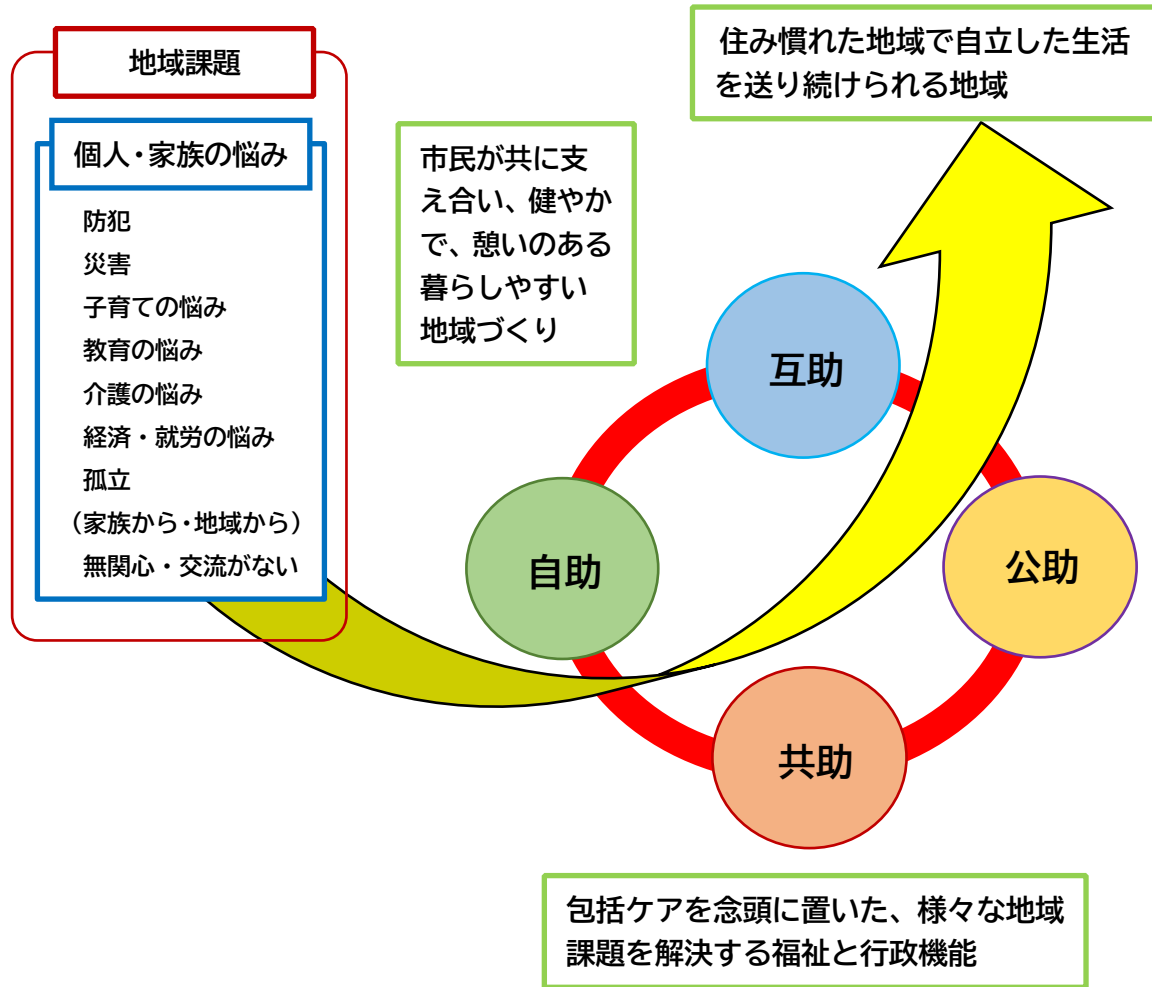 地域課題
個人・家族の悩み
防犯
災害
子育ての悩み
教育の悩み
介護の悩み
経済・就労の悩み
孤立
（家族から・地域から）
無関心・交流がない
市民が共に支
え合い、健やか
で、憩いのある
暮らしやすい
地域づくり
住み慣れた地域で自立した生活
を送り続けられる地域
互助
自助
公助
共助
包括ケアを念頭に置いた、様々な地域
課題を解決する福祉と行政機能